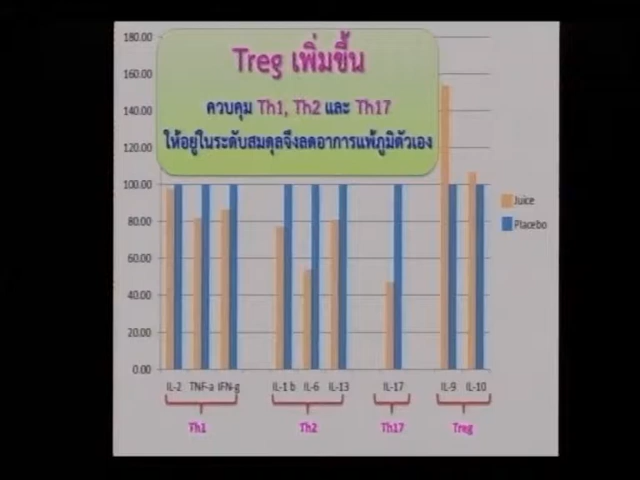 180.00
160.00
140.00
120.00
100.00
80.00
60.00
40.00
20.00
0.00
Treg เพิ่มขึ้น
ควบคุม Th1, Th2 และ Th17
ให้อยู่ในระดับสมดุลจึงลดอาการแพ้ภูมิตัวเอง
Juice
Placebo
IL-2 TNF-a IFN-g IL-1 b IL-6 IL-13 IL-17 IL-9 IL-10
Th1 Th2 Th17 Treg